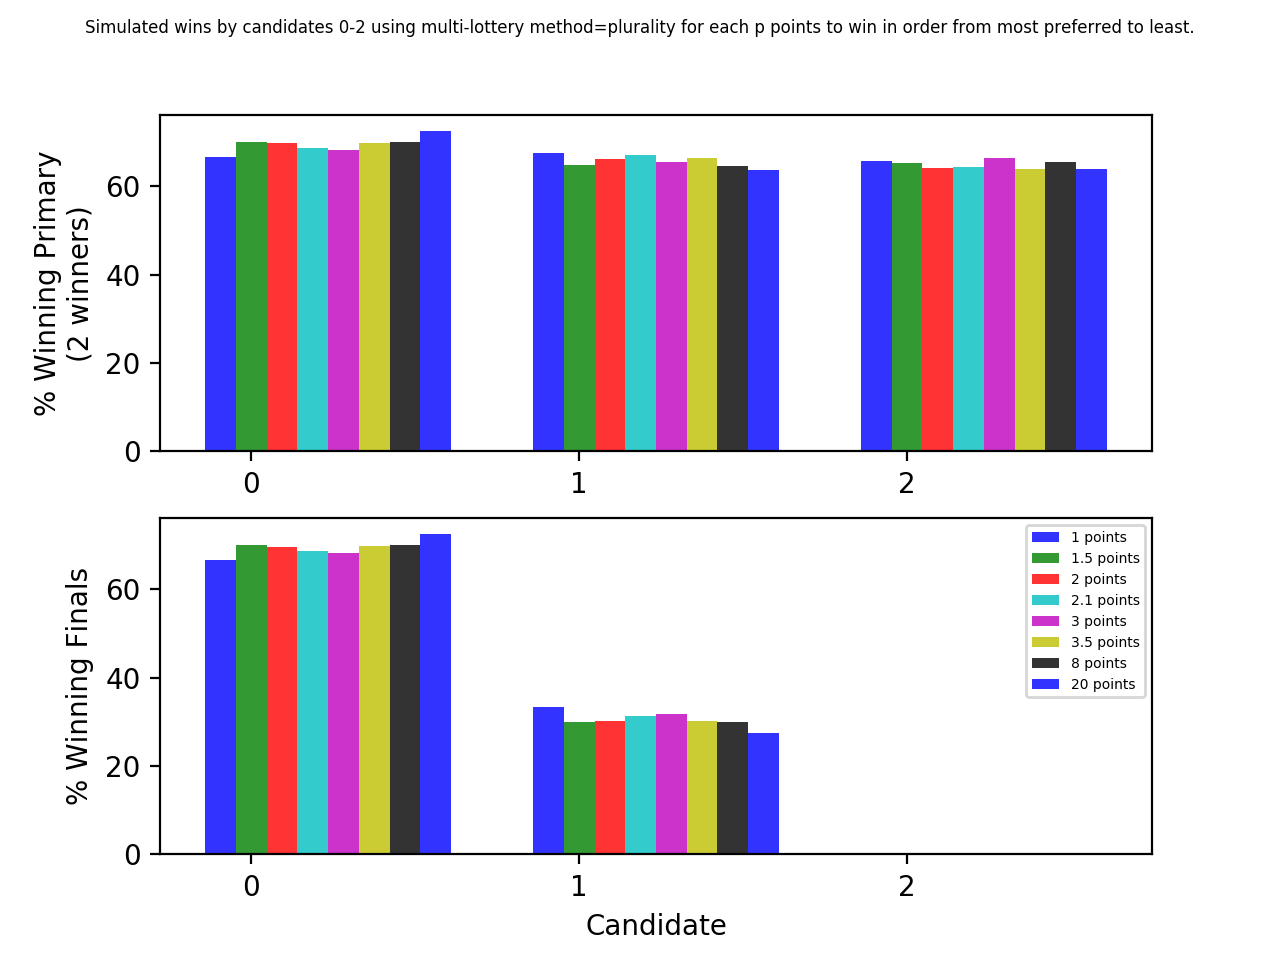 Simulated wins by candidates 0-2 using multi-lottery method=plurality for each p points to win in order from most preferred to least.
% Winning Primary
(2 winners)
60
40
20
0
0 1 2
% Winning Finals
60
40
20
0
1 points
1.5 points
2 points
2.1 points
3 points
3.5 points
8 points
20 points
0 1 2
Candidate